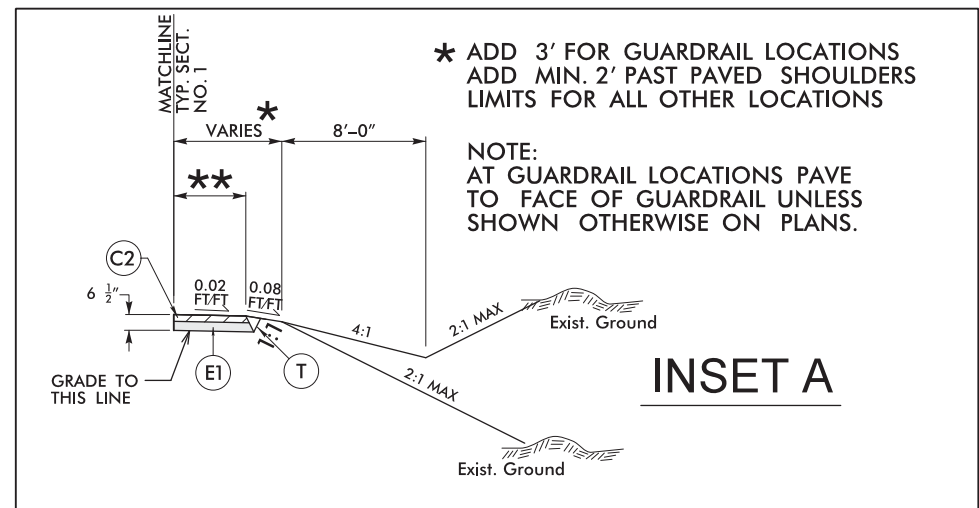 MATCHLINE
TYP. SECT.
NO. 1
* ADD 3' FOR GUARDRAIL LOCATIONS
ADD MIN. 2' PAST PAVED SHOULDERS
LIMITS FOR ALL OTHER LOCATIONS
VARIES *
8'-0"
NOTE:
AT GUARDRAIL LOCATIONS PAVE
TO FACE OF GUARDRAIL UNLESS
SHOWN OTHERWISE ON PLANS.
**
C2
6 ½"
0.02
FT/FT
0.08
FT/FT
1:1
4:1
2:1 MAX
Exist. Ground
GRADE TO
THIS LINE
E1
T
2:1 MAX
INSET A
Exist. Ground